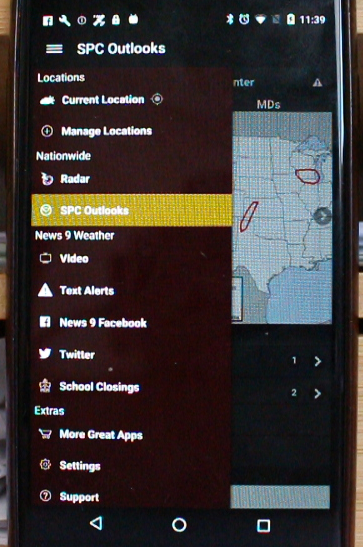 11:39
SPC Outlooks
Locations
Current Location
nter
MDs
Manage Locations
Nationwide
Radar
SPC Outlooks
News 9 Weather
Video
Text Alerts
News 9 Facebook
Twitter
1
School Closings
2
Extras
More Great Apps
Settings
Support